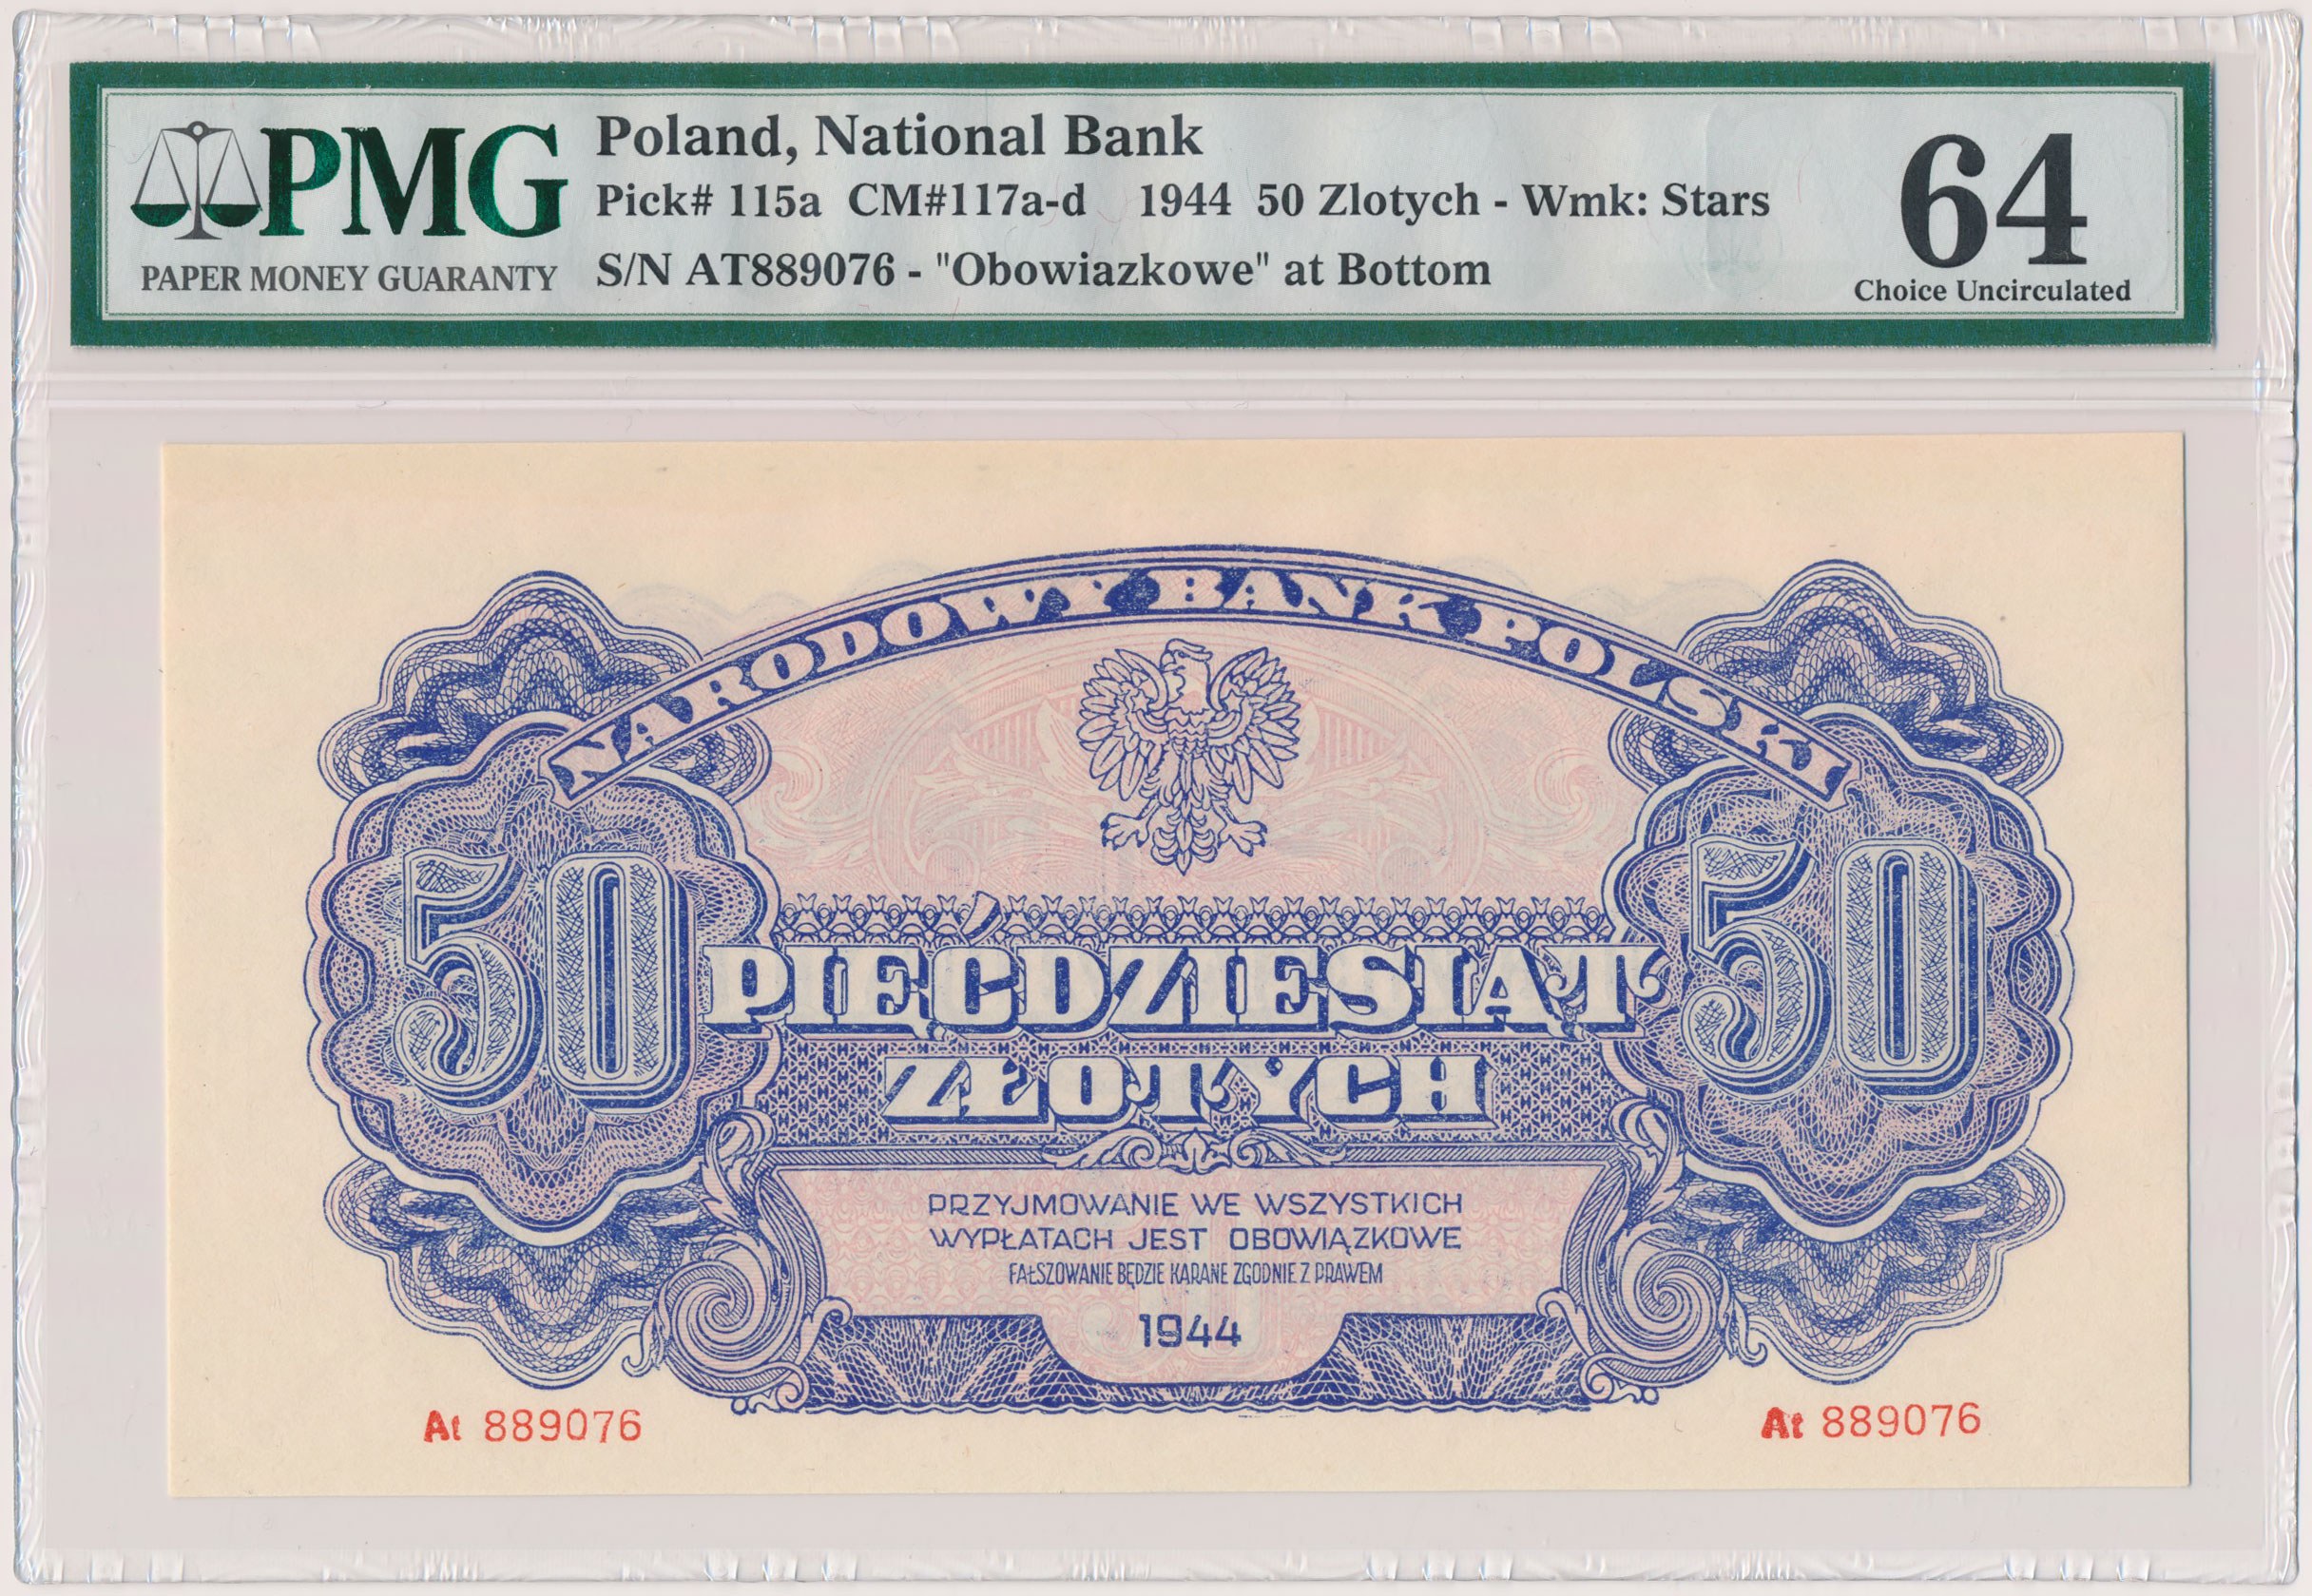 PMG
PAPER MONEY GUARANTY
Poland, National Bank
Pick# 115a CM#117a-d 1944 50 Zlotych - Wmk: Stars
S/N AT889076 - "Obowiazkowe" at Bottom
64
Choice Uncirculated
NARODOWY BANK POLSKI
50 50
PIĘĆDZIESIĄT
ZŁOTYCH
PRZYJMOWANIE WE WSZYSTKICH
WYPŁATACH JEST OBOWIĄZKOWE
FAŁSZOWANIE BĘDZIE KARANE ZGODNIE Z PRAWEM
1944
At 889076 At 889076